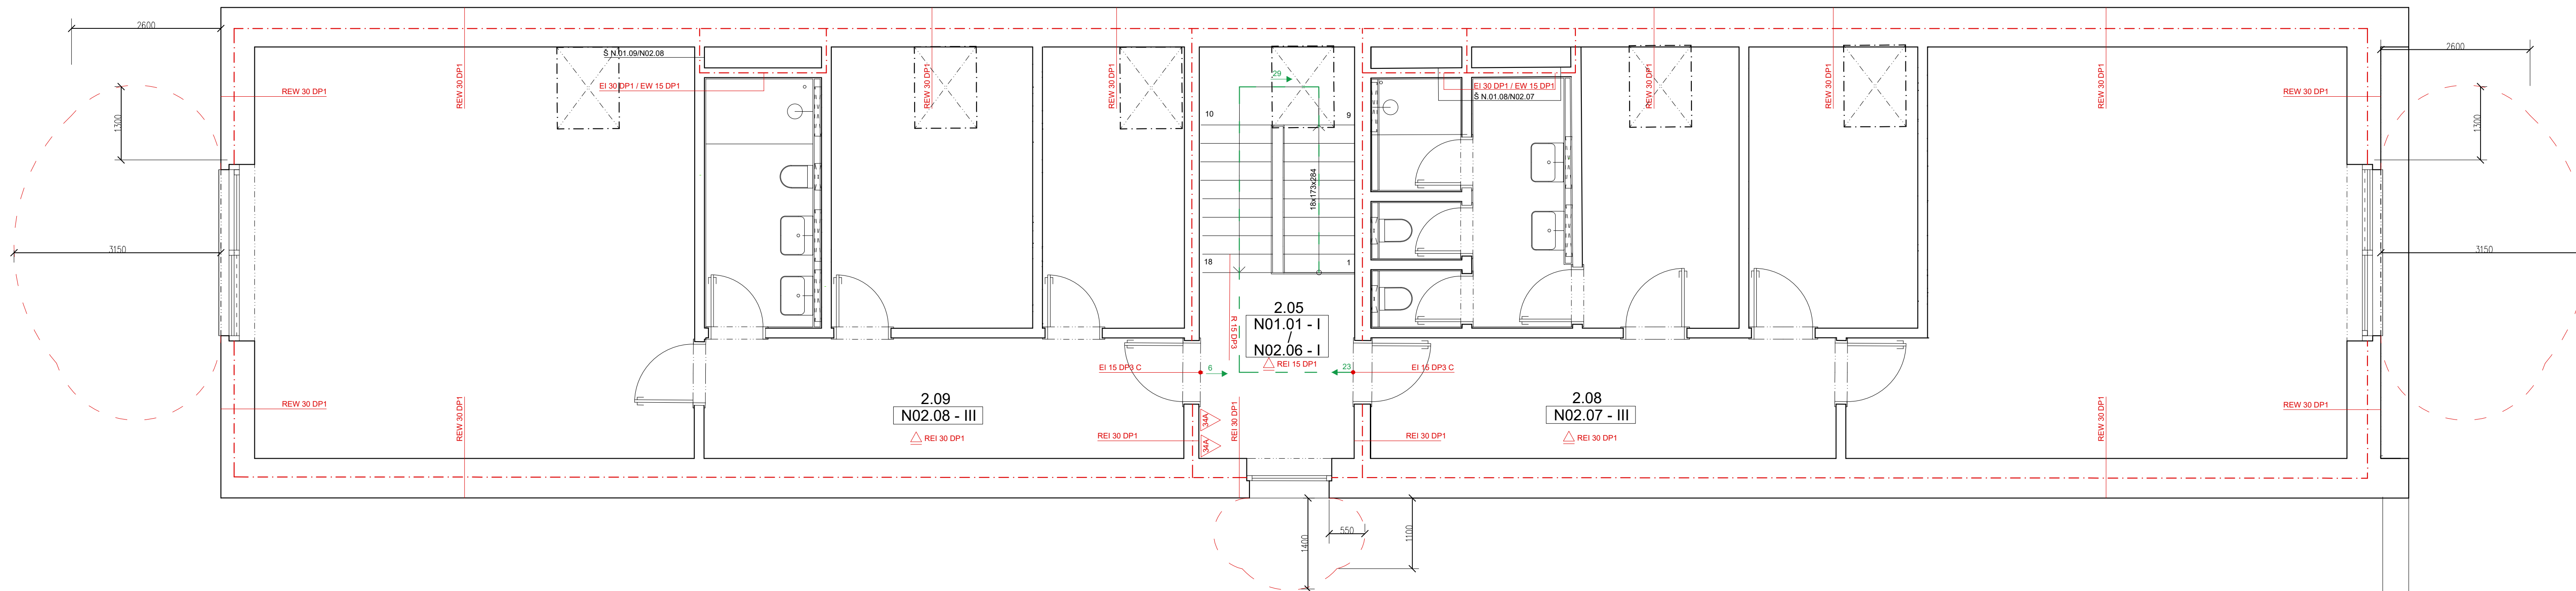 2600
Š N.01.09/N02.08
EI 30 DP1 / EW 15 DP1
REW 30 DP1
REW 30 DP1
REW 30 DP1
REW 30 DP1
1300
3150
29
10
9
18x173x284
18
1
EI 30 DP1 / EW 15 DP1
Š N.01.08/N02.07
REW 30 DP1
REW 30 DP1
REW 30 DP1
REW 30 DP1
2600
1300
3150
2.05
N01.01 - I
/
N02.06 - I
REI 15 DP1
R 15 DP3
EI 15 DP3 C
6
23
EI 15 DP3 C
REW 30 DP1
REW 30 DP1
2.09
N02.08 - III
REI 30 DP1
REI 30 DP1
34A
34A
REI 30 DP1
REI 30 DP1
2.08
N02.07 - III
REI 30 DP1
REW 30 DP1
REW 30 DP1
550
1400
1100